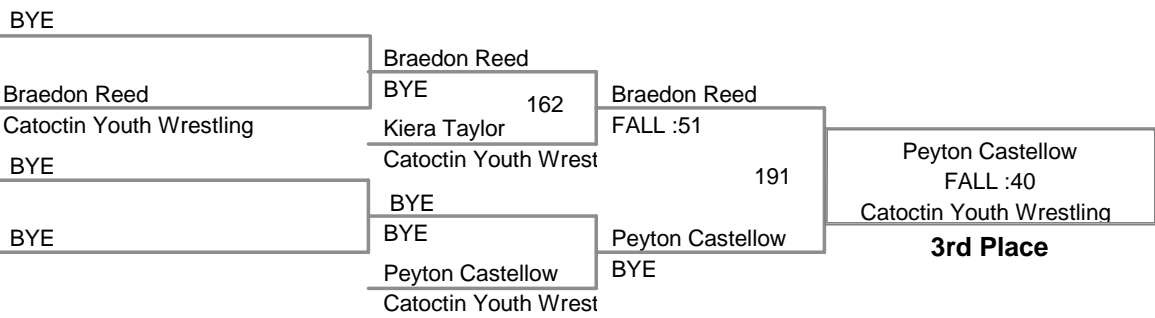 BYE
Braedon Reed
Catoctin Youth Wrestling
BYE
BYE
Braedon Reed
BYE
162
Kiera Taylor
Catoctin Youth Wrest
BYE
BYE
Peyton Castellow
Catoctin Youth Wrest
Braedon Reed
FALL :51
191
Peyton Castellow
BYE
Peyton Castellow
FALL :40
Catoctin Youth Wrestling
3rd Place